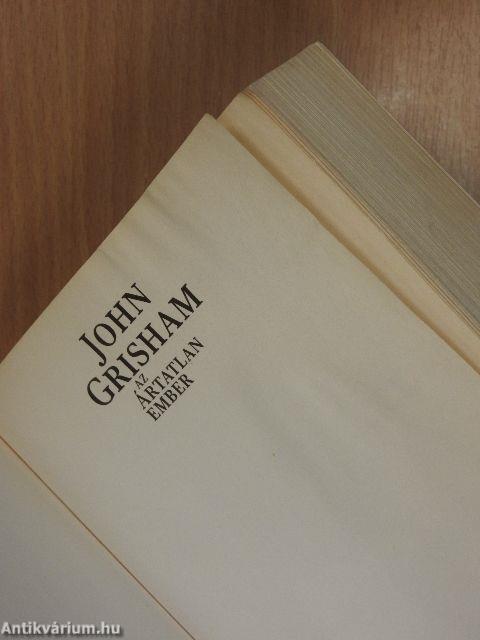 JOHN
GRISHAM
AZ
ÁRTATLAN
EMBER
Antikvárium.hu